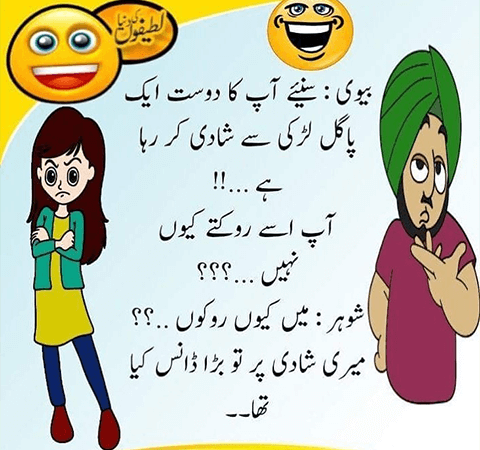 لطیفوں کی دنیا
بیوی : سنیئے آپ کا دوست ایک
پاگل لڑکی سے شادی کر رہا
ہے ...!!
آپ اسے روکتے کیوں
نہیں ...؟؟؟
شوہر : میں کیوں روکوں ..؟؟
میری شادی پر تو بڑا ڈانس کیا
تھا--